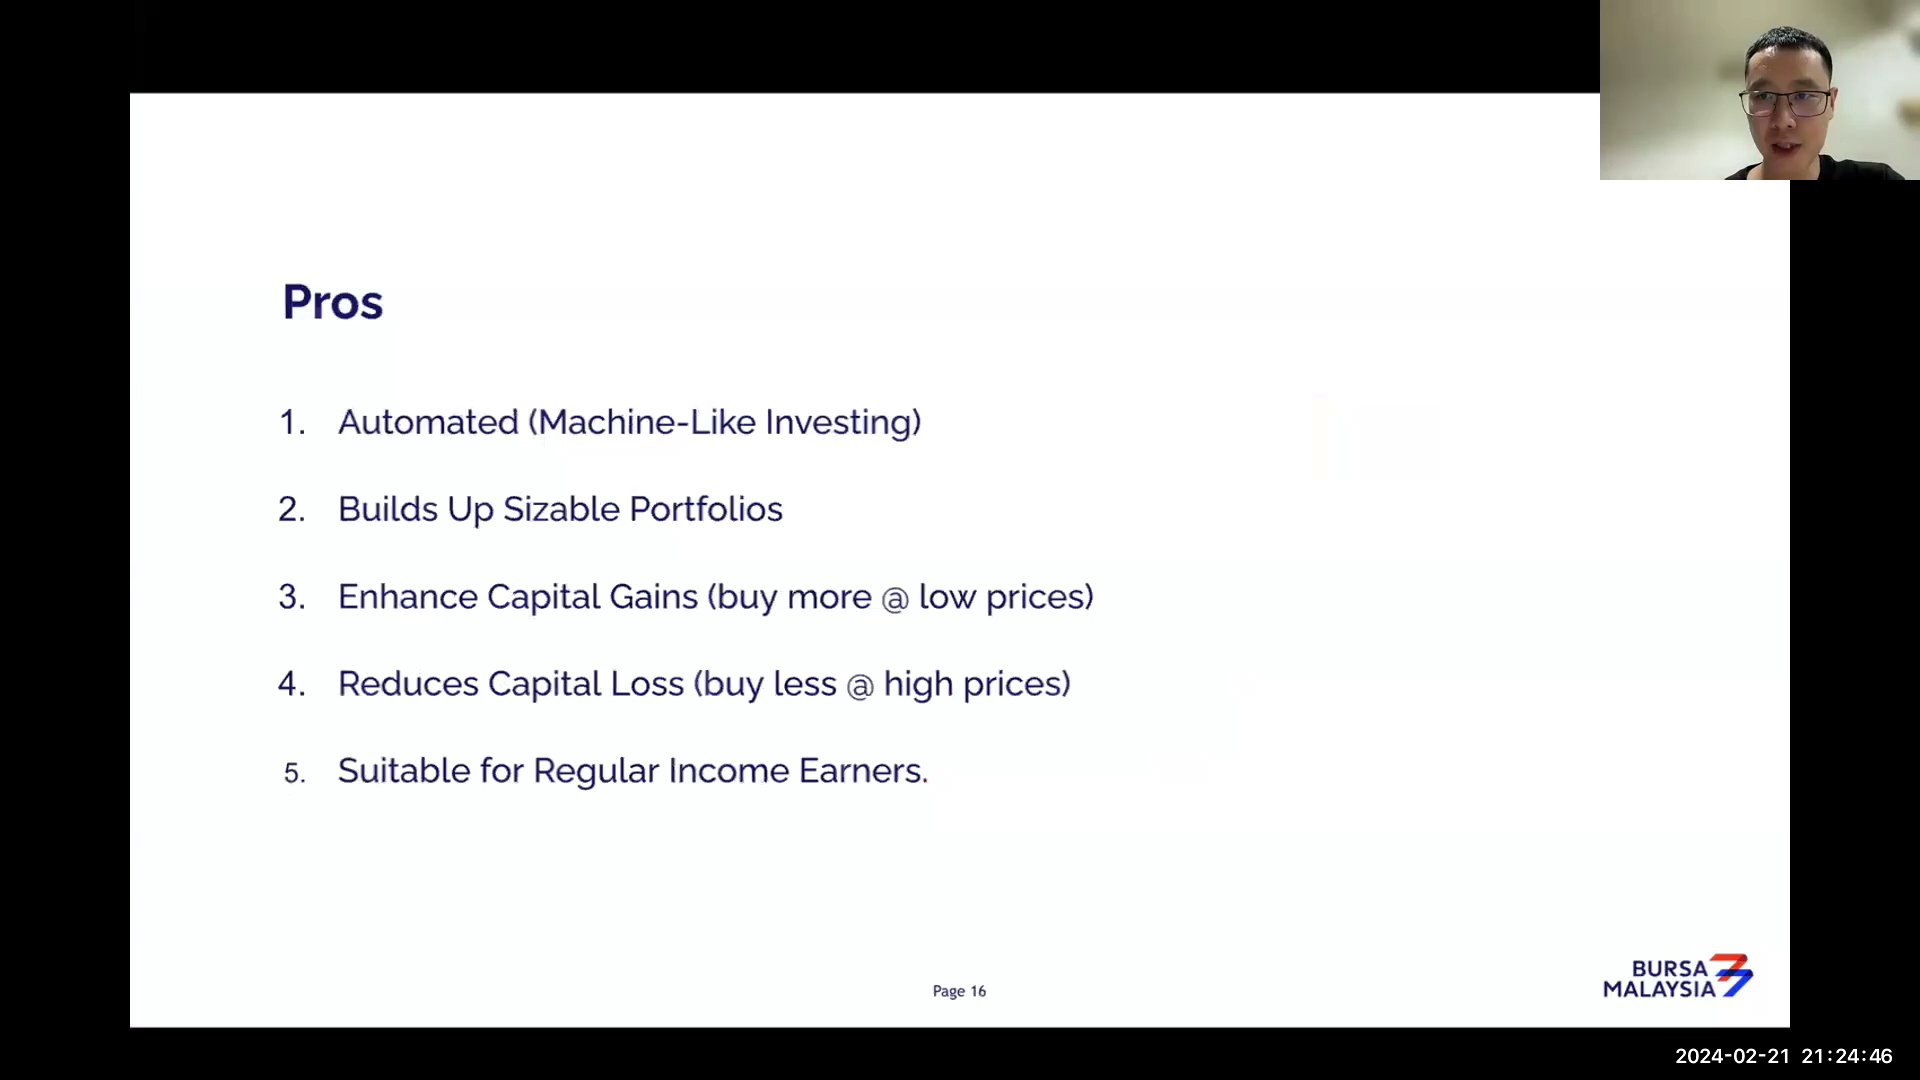 Pros
1. Automated (Machine-Like Investing)
2. Builds Up Sizable Portfolios
3. Enhance Capital Gains (buy more @ low prices)
4. Reduces Capital Loss (buy less @ high prices)
5. Suitable for Regular Income Earners.
Page 16
BURSA
MALAYSIA
2024-02-21 21:24:46